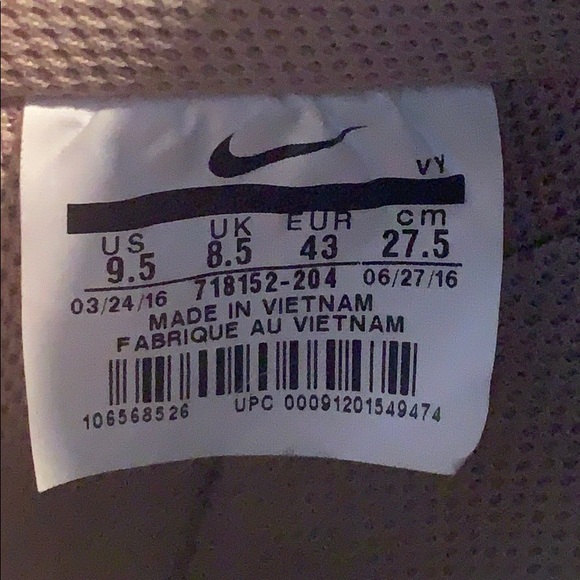 VY
US UK EUR cm
9.5 8.5 43 27.5
03/24/16 718152-204 06/27/16
MADE IN VIETNAM
FABRIQUE AU VIETNAM
106568526 UPC 00091201549474